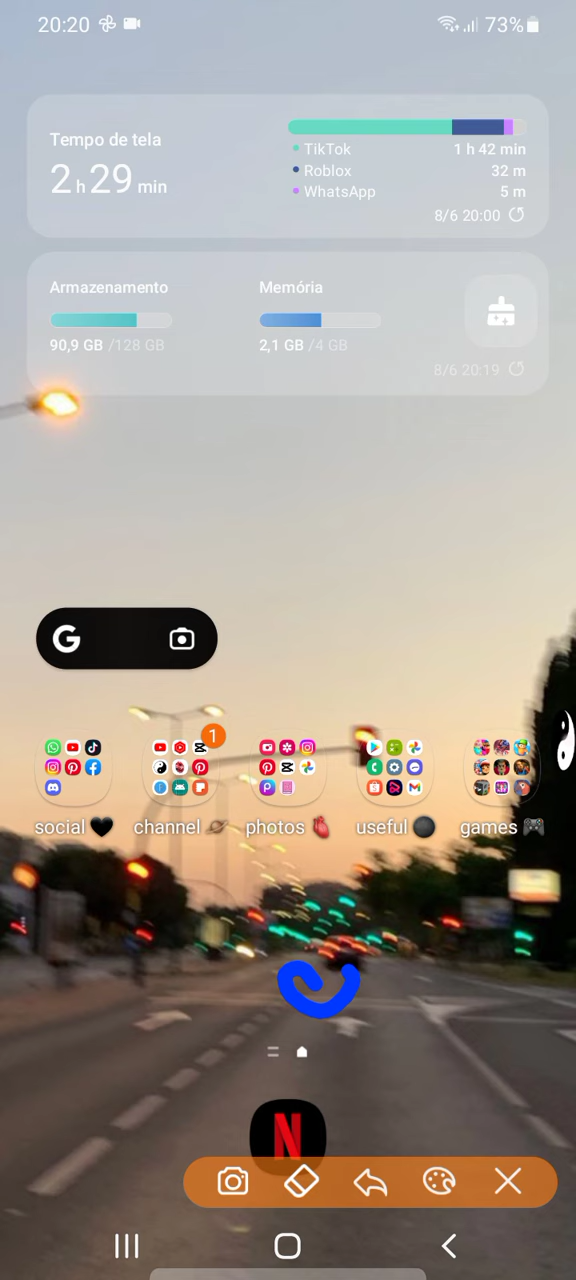 20:20 73%
Tempo de tela
2 h 29 min
TikTok 1 h 42 min
Roblox 32 m
WhatsApp 5 m
8/6 20:00
Armazenamento Memória
90,9 GB /128 GB 2,1 GB /4 GB
8/6 20:19
G
1
social 🖤 channel 🪐 photos 🫀 useful 🌑 games 🎮
N